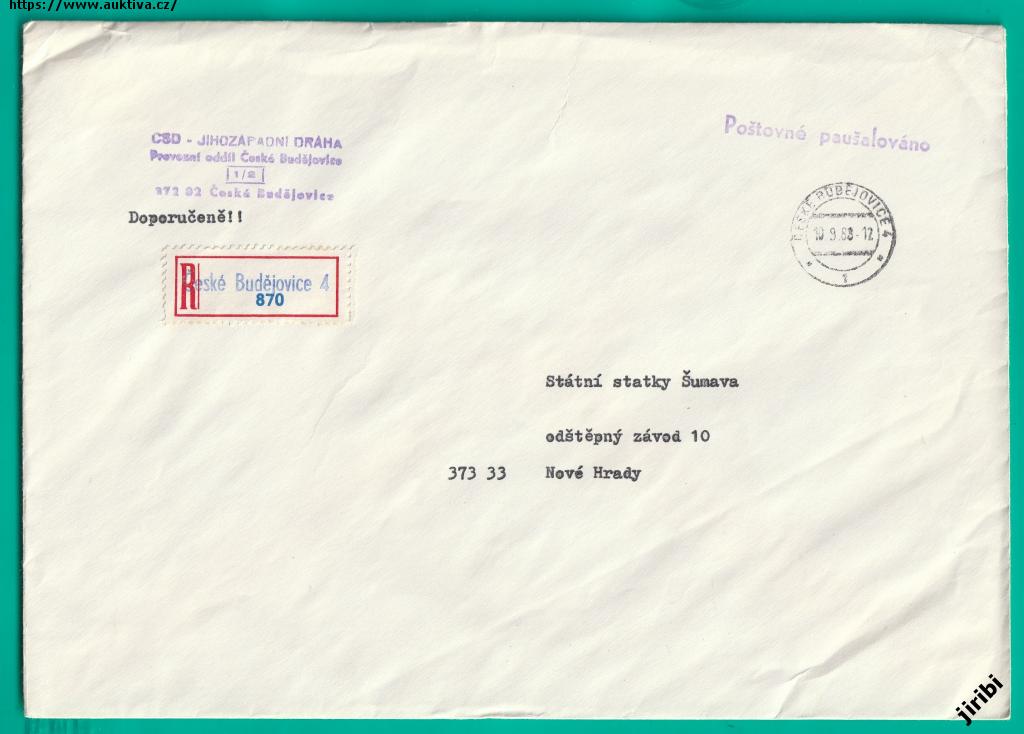 https://www.auktiva.cz/
ČSD - JIHOZÁPADNÍ DRÁHA
Provozní oddíl České Budějovice
1/2
372 92 České Budějovice
Doporučeně!!
Poštovné paušalováno
ČESKÉ BUDĚJOVICE 4
10.9.88-12
* 1 *
R
České Budějovice 4
870
Státní statky Šumava
odštěpný závod 10
373 33 Nové Hrady
jiribi